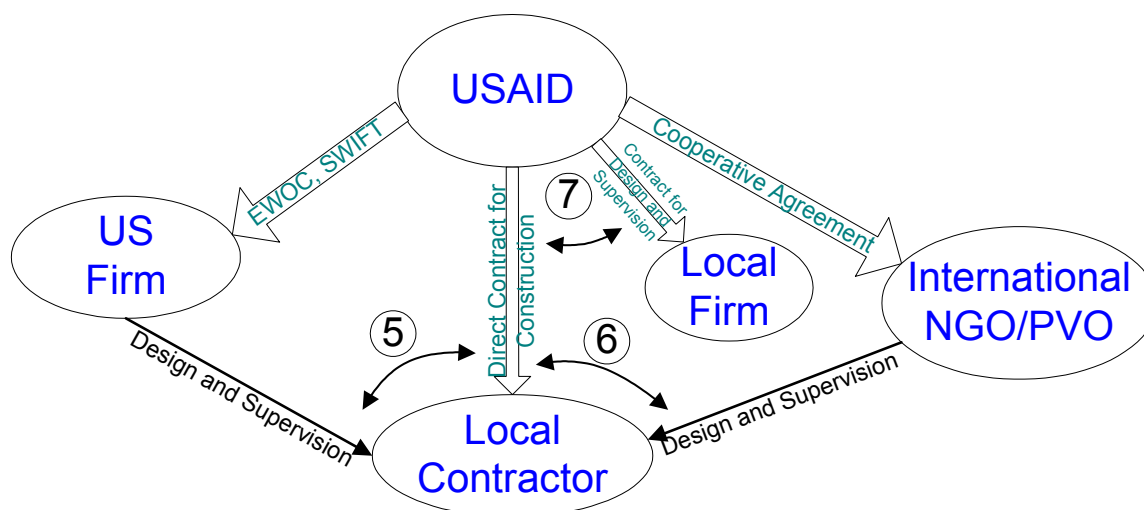 USAID
EWOC, SWIFT
Cooperative Agreement
Contract for
Design and
Supervision
7
US
Firm
Direct Contract for
Construction
Local
Firm
International
NGO/PVO
5
6
Design and Supervision
Design and Supervision
Local
Contractor